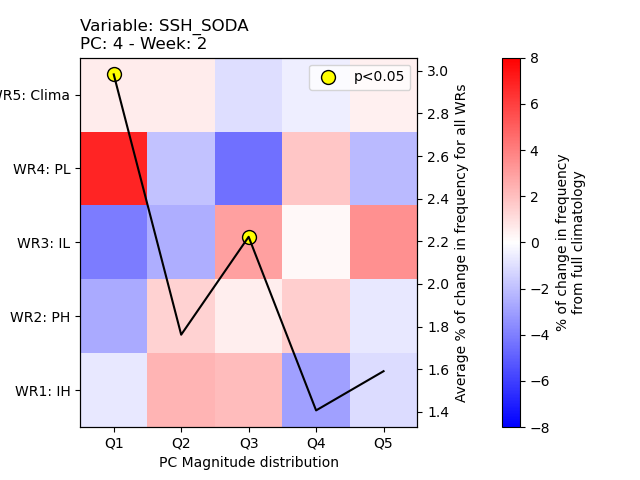 Variable: SSH_SODA
PC: 4 - Week: 2
p<0.05
WR5: Clima
WR4: PL
WR3: IL
WR2: PH
WR1: IH
Q1 Q2 Q3 Q4 Q5
PC Magnitude distribution
3.0
2.8
2.6
2.4
2.2
2.0
1.8
1.6
1.4
Average % of change in frequency for all WRs
8
6
4
2
0
−2
−4
−6
−8
% of change in frequency
from full climatology